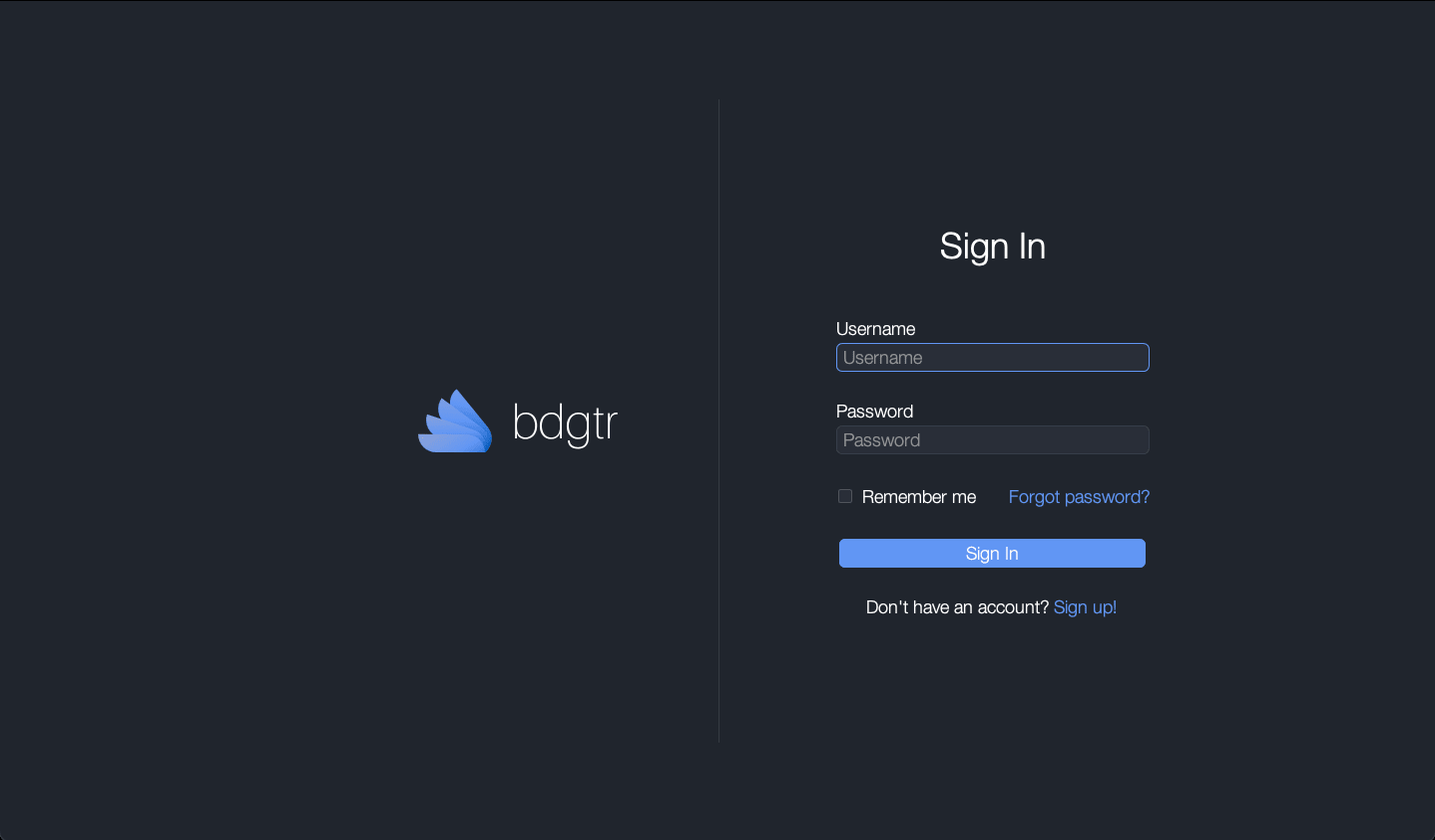 bdgtr
Sign In
Username
Username
Password
Password
Remember me Forgot password?
Sign In
Don't have an account? Sign up!